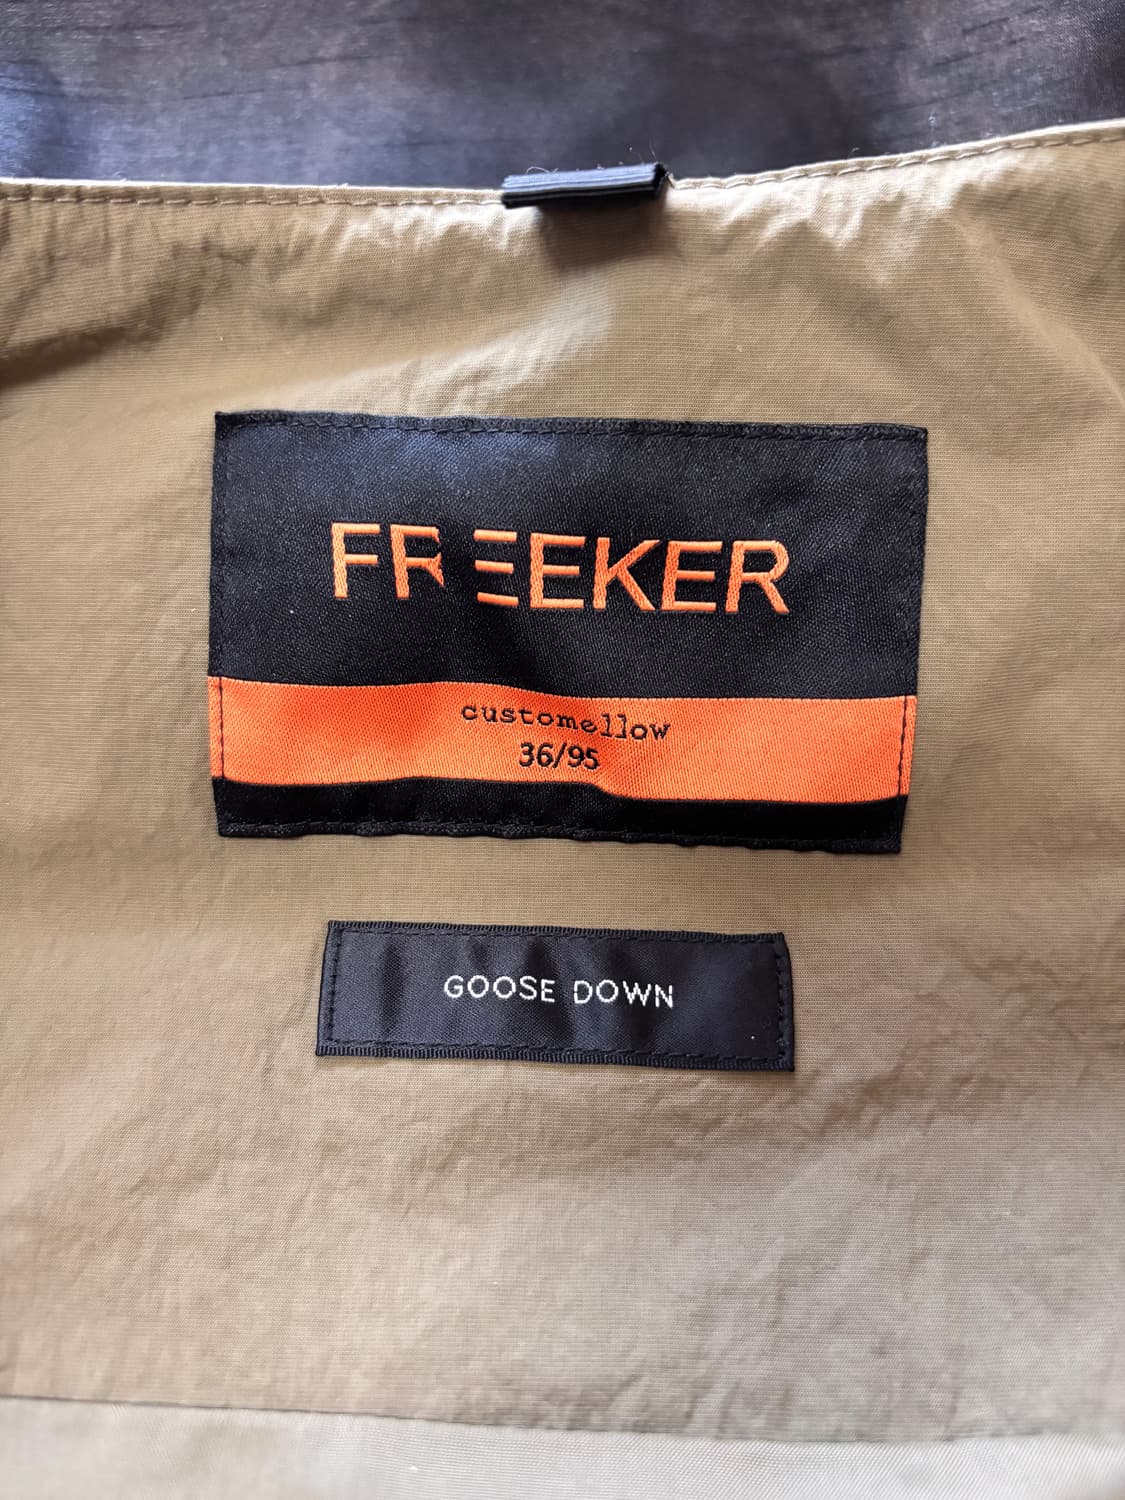 FREEKER
customellow
36/95
GOOSE DOWN